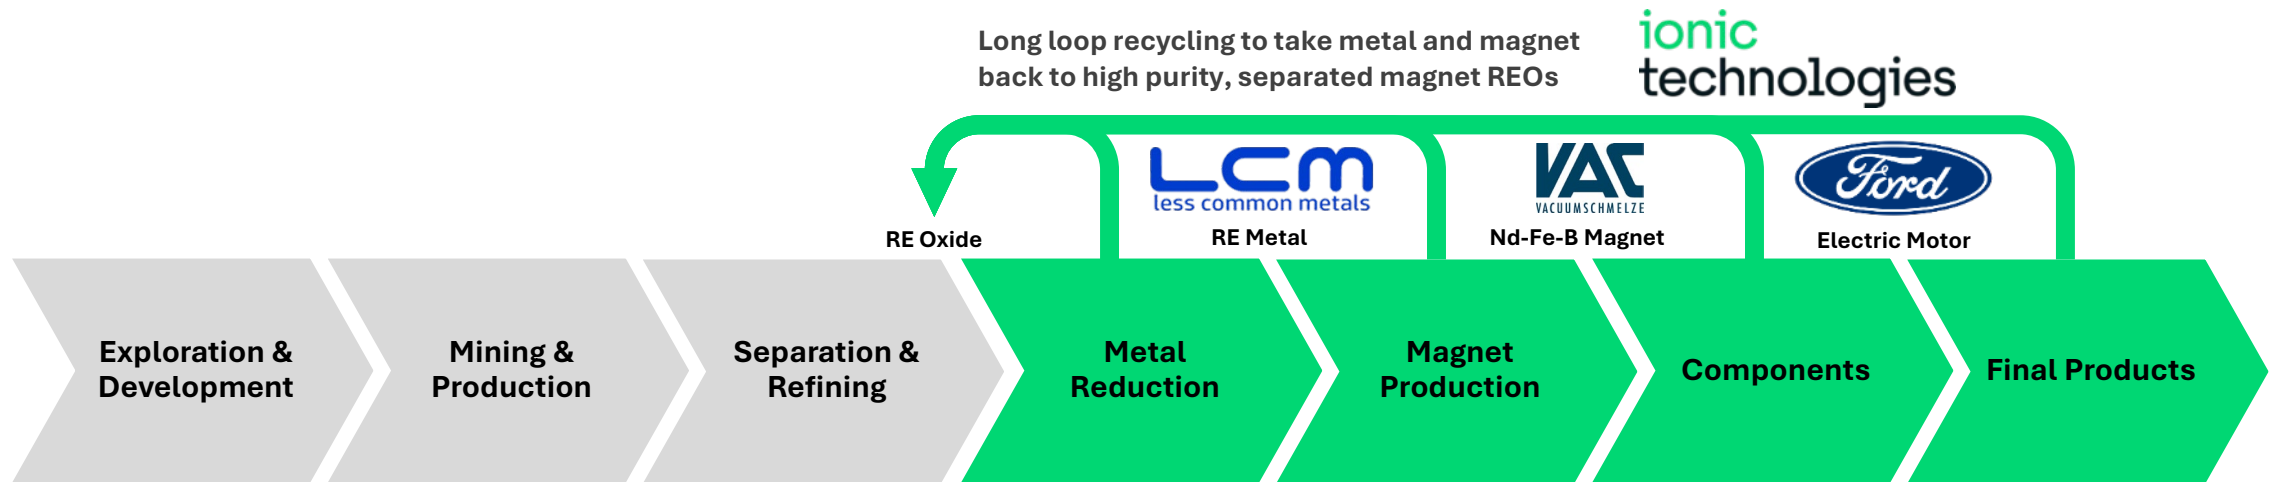 Long loop recycling to take metal and magnet
back to high purity, separated magnet REOs
ionic
technologies
LCM
less common metals
VAC
VACUUMSCHMELZE
Ford
RE Oxide
RE Metal
Nd-Fe-B Magnet
Electric Motor
Exploration &
Development
Mining &
Production
Separation &
Refining
Metal
Reduction
Magnet
Production
Components
Final Products